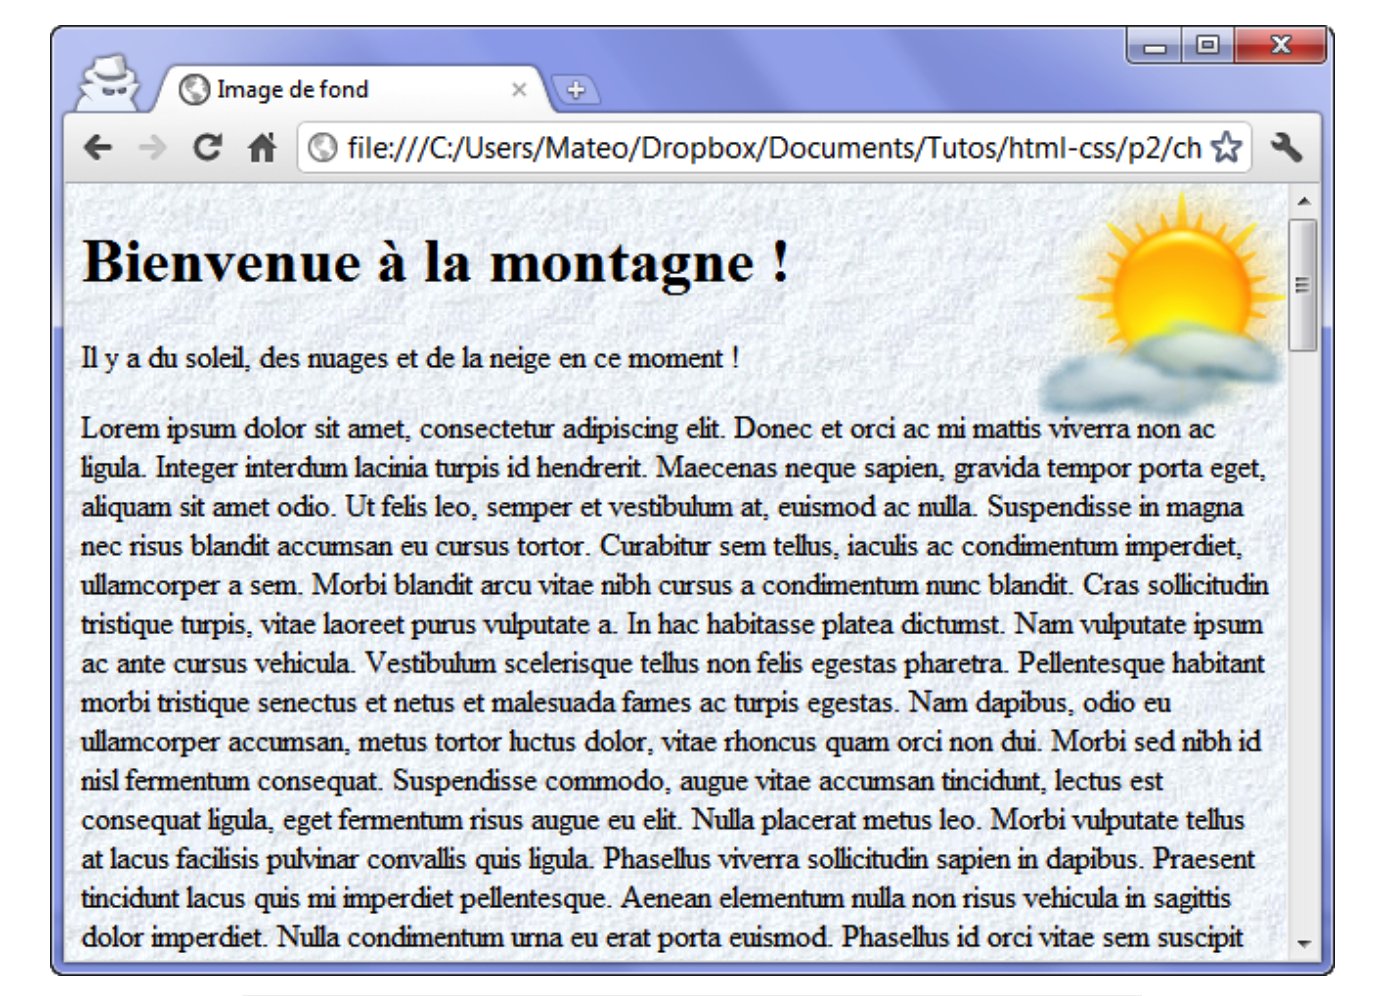 Image de fond
file:///C:/Users/Mateo/Dropbox/Documents/Tutos/html-css/p2/ch
Bienvenue à la montagne !
Il y a du soleil, des nuages et de la neige en ce moment !
Lorem ipsum dolor sit amet, consectetur adipiscing elit. Donec et orci ac mi mattis viverra non ac
ligula. Integer interdum lacinia turpis id hendrerit. Maecenas neque sapien, gravida tempor porta eget,
aliquam sit amet odio. Ut felis leo, semper et vestibulum at, euismod ac nulla. Suspendisse in magna
nec risus blandit accumsan eu cursus tortor. Curabitur sem tellus, iaculis ac condimentum imperdiet,
ullamcorper a sem. Morbi blandit arcu vitae nibh cursus a condimentum nunc blandit. Cras sollicitudin
tristique turpis, vitae laoreet purus vulputate a. In hac habitasse platea dictumst. Nam vulputate ipsum
ac ante cursus vehicula. Vestibulum scelerisque tellus non felis egestas pharetra. Pellentesque habitant
morbi tristique senectus et netus et malesuada fames ac turpis egestas. Nam dapibus, odio eu
ullamcorper accumsan, metus tortor luctus dolor, vitae rhoncus quam orci non dui. Morbi sed nibh id
nisl fermentum consequat. Suspendisse commodo, augue vitae accumsan tincidunt, lectus est
consequat ligula, eget fermentum risus augue eu elit. Nulla placerat metus leo. Morbi vulputate tellus
at lacus facilisis pulvinar convallis quis ligula. Phasellus viverra sollicitudin sapien in dapibus. Praesent
tincidunt lacus quis mi imperdiet pellentesque. Aenean elementum nulla non risus vehicula in sagittis
dolor imperdiet. Nulla condimentum urna eu erat porta euismod. Phasellus id orci vitae sem suscipit